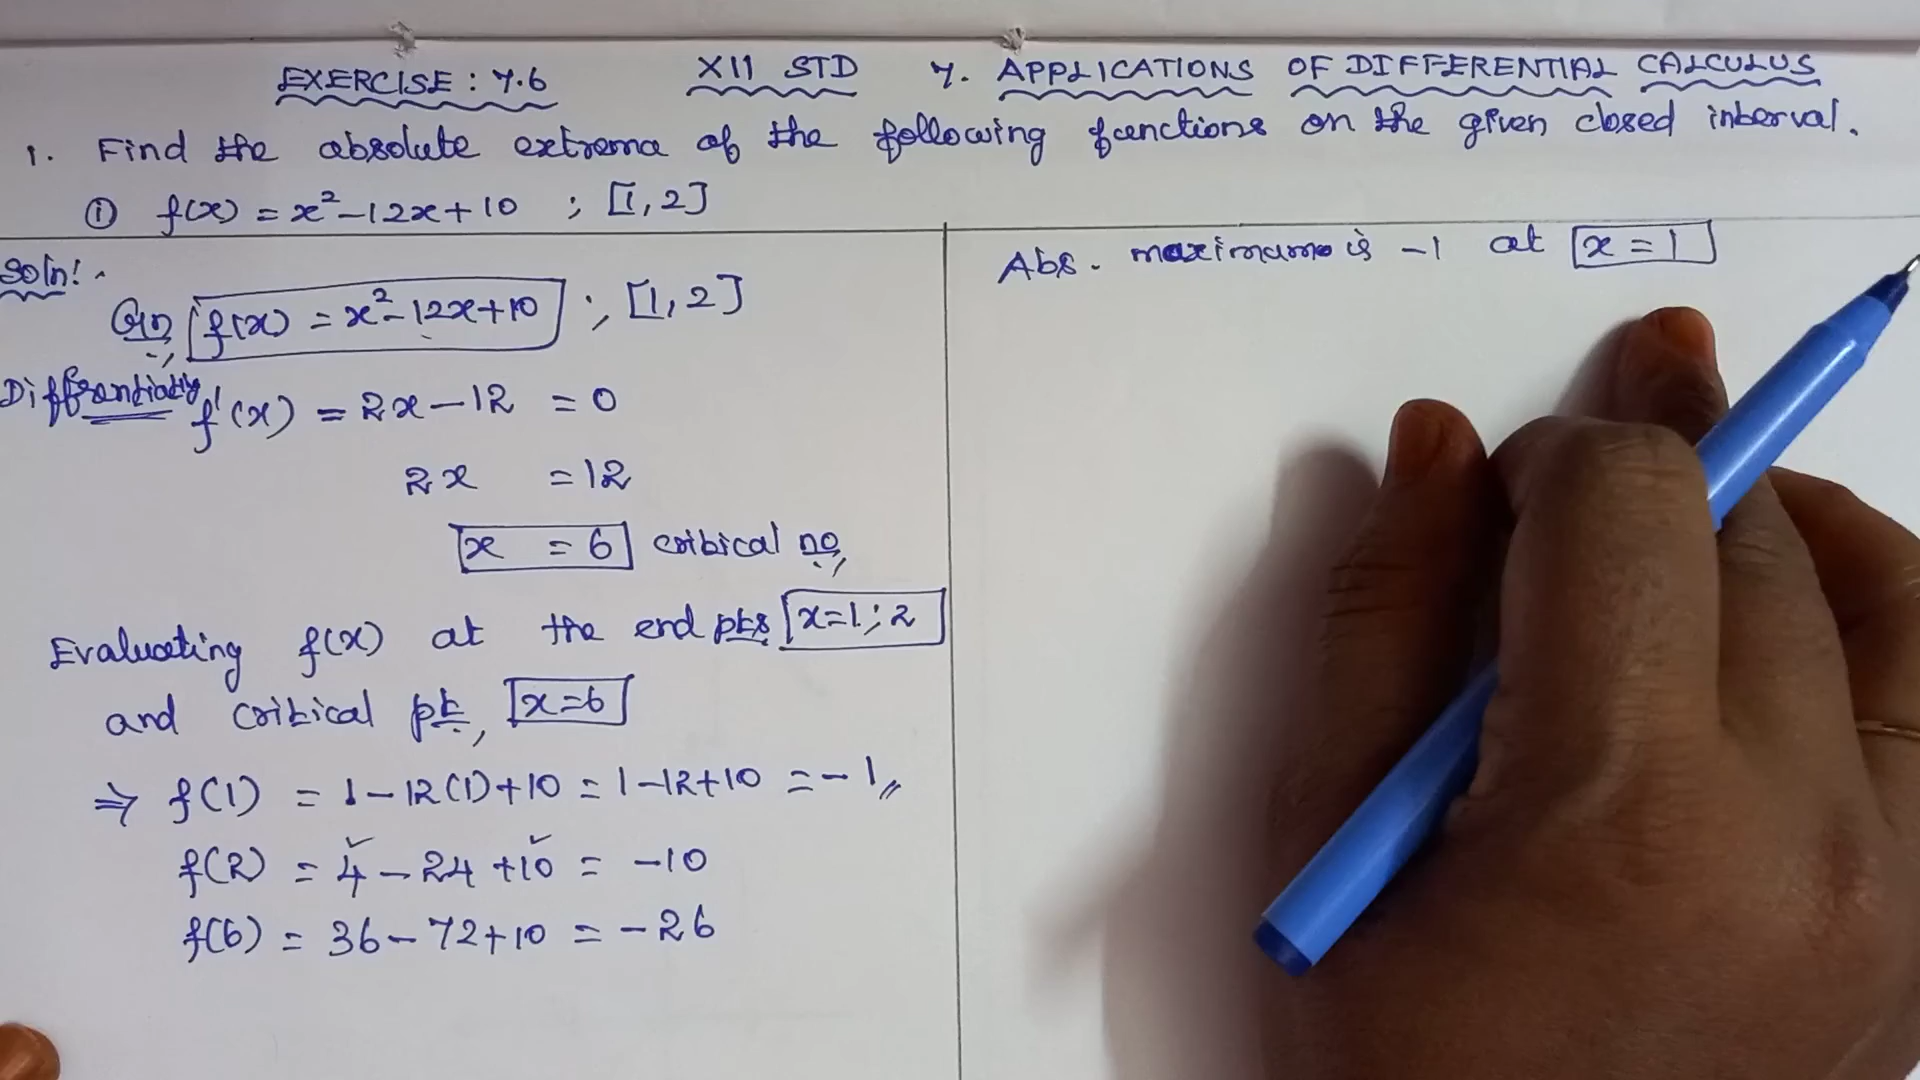 EXERCISE : 7.6 XII STD 7. APPLICATIONS OF DIFFERENTIAL CALCULUS
1. Find the absolute extrema of the following functions on the given closed interval.
① f(x) = x² - 12x + 10 ; [1, 2]
Soln! -
Gn f(x) = x² - 12x + 10 ; [1, 2]
Differentiating f'(x) = 2x - 12 = 0
2x = 12
x = 6 critical no,
Evaluating f(x) at the end pts x = 1 ; 2
and critical pt, x = 6
⇒ f(1) = 1 - 12(1) + 10 = 1 - 12 + 10 = -1
f(2) = 4 - 24 + 10 = -10
f(6) = 36 - 72 + 10 = -26
Abs. maximum is -1 at x = 1